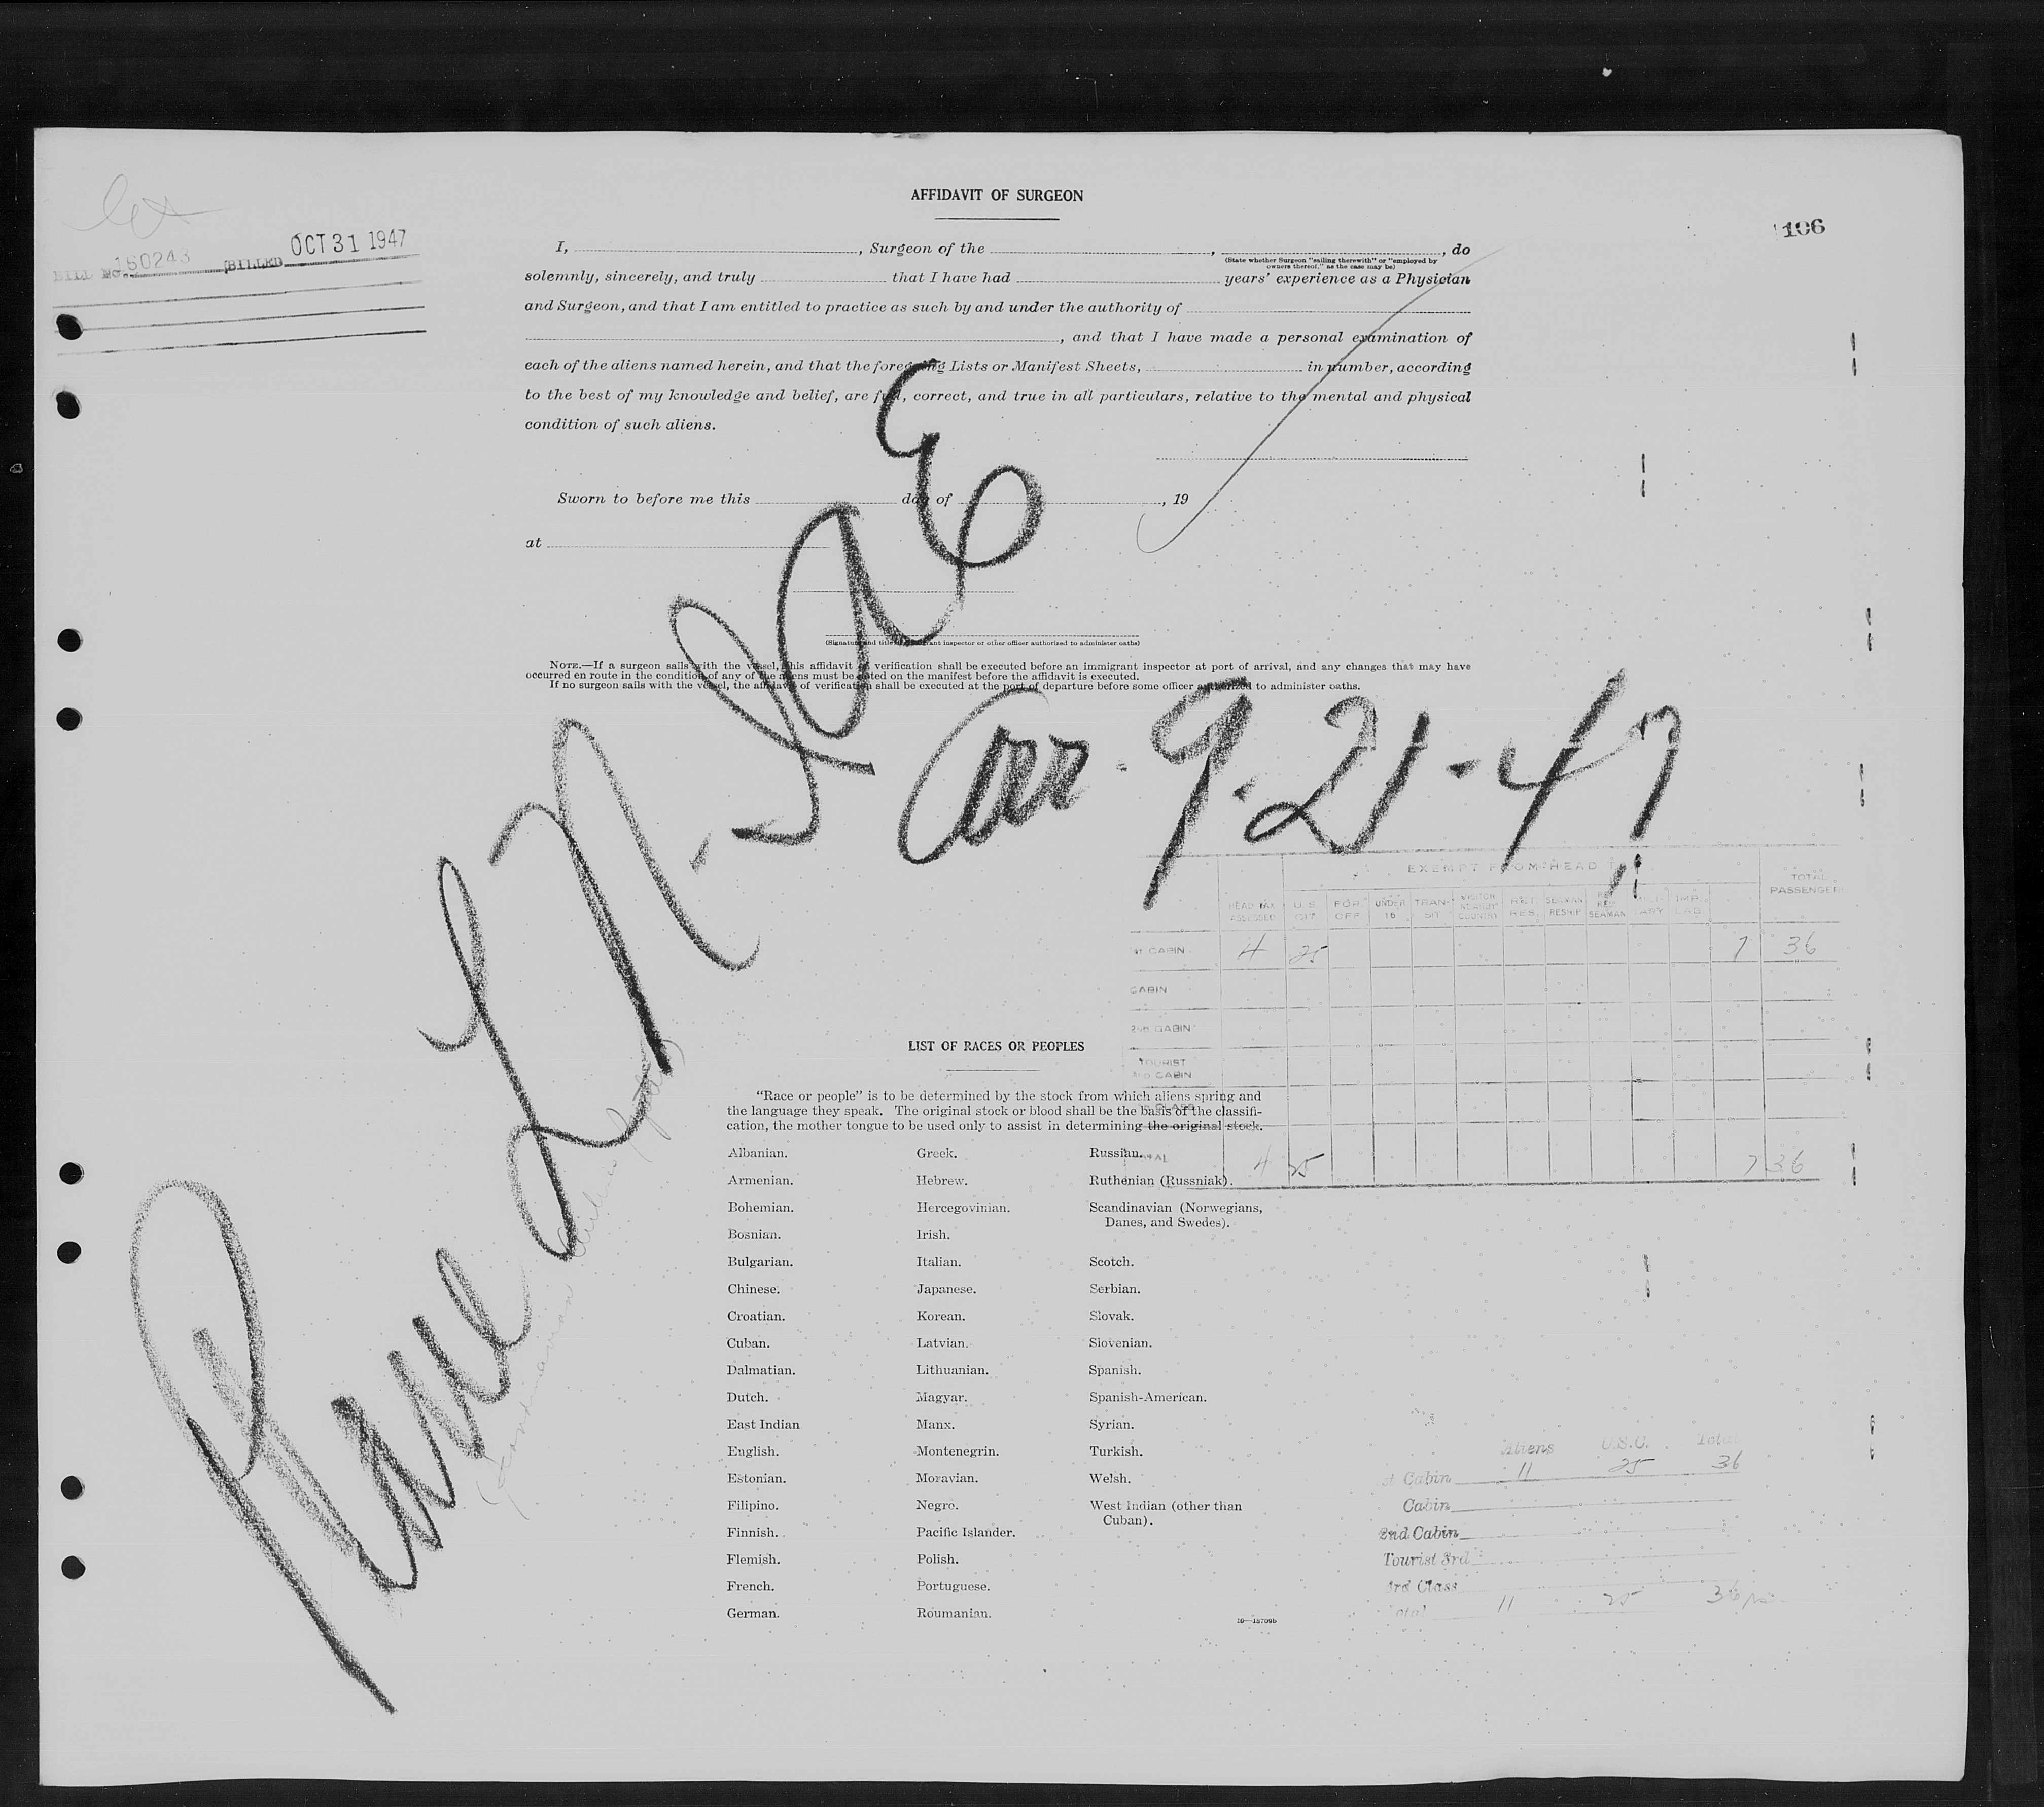 AFFIDAVIT OF SURGEON
106
BILL No. 180243 BILLED OCT 31 1947
I, , Surgeon of the , , do
(State whether Surgeon "sailing therewith" or "employed by owners thereof," as the case may be)
solemnly, sincerely, and truly that I have had years' experience as a Physician
and Surgeon, and that I am entitled to practice as such by and under the authority of
, and that I have made a personal examination of
each of the aliens named herein, and that the foregoing Lists or Manifest Sheets, in number, according
to the best of my knowledge and belief, are full, correct, and true in all particulars, relative to the mental and physical
condition of such aliens.
Sworn to before me this day of , 19
at
(Signature and title of immigrant inspector or other officer authorized to administer oaths)
NOTE.—If a surgeon sails with the vessel, this affidavit of verification shall be executed before an immigrant inspector at port of arrival, and any changes that may have
occurred en route in the condition of any of the aliens must be noted on the manifest before the affidavit is executed.
If no surgeon sails with the vessel, the affidavit of verification shall be executed at the port of departure before some officer authorized to administer oaths.
Plane LN-IAE
Arr - 9-21-47
EXEMPT FROM HEAD TAX
HEAD TAX ASSESSED U.S. CIT FOR. OFF UNDER 16 TRAN-SIT VISITOR NEARBY COUNTRY RET. RES. SEAMAN RESHIP SEAMAN IMP. LAB. TOTAL PASSENGER
1st CABIN 4 25 7 36
CABIN
2nd CABIN
TOURIST
3rd CABIN
CLASS
TOTAL 4 25 7 36
LIST OF RACES OR PEOPLES
"Race or people" is to be determined by the stock from which aliens spring and
the language they speak. The original stock or blood shall be the basis of the classifi-
cation, the mother tongue to be used only to assist in determining the original stock.
Albanian. Greek. Russian.
Armenian. Hebrew. Ruthenian (Russniak).
Bohemian. Hercegovinian. Scandinavian (Norwegians,
Danes, and Swedes).
Bosnian. Irish.
Bulgarian. Italian. Scotch.
Chinese. Japanese. Serbian.
Croatian. Korean. Slovak.
Cuban. Latvian. Slovenian.
Dalmatian. Lithuanian. Spanish.
Dutch. Magyar. Spanish-American.
East Indian Manx. Syrian.
English. Montenegrin. Turkish.
Estonian. Moravian. Welsh.
Filipino. Negro. West Indian (other than
Cuban).
Finnish. Pacific Islander.
Flemish. Polish.
French. Portuguese.
German. Roumanian.
Aliens U.S.C. Total
1st Cabin 11 25 36
Cabin
2nd Cabin
Tourist 3rd
3rd Class
Total 11 25 36